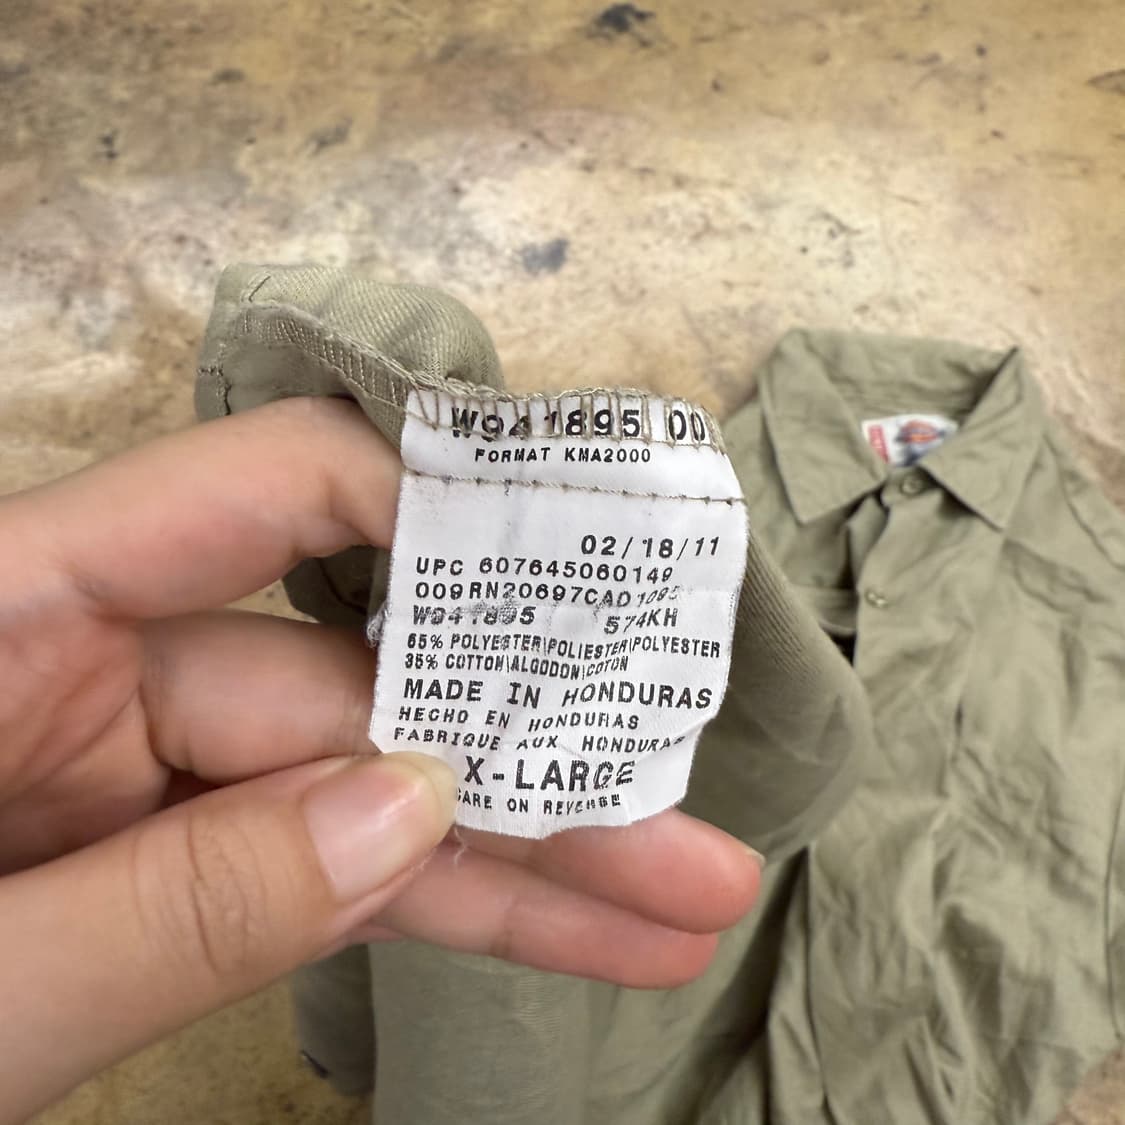 W941895 00
FORMAT KMA2000
02/18/11
UPC 607645060149
009RN20697CAD1095
W941895 574KH
65% POLYESTER\POLIESTER\POLYESTER
35% COTTON\ALGODON\COTON
MADE IN HONDURAS
HECHO EN HONDURAS
FABRIQUE AUX HONDURAS
X-LARGE
CARE ON REVERSE